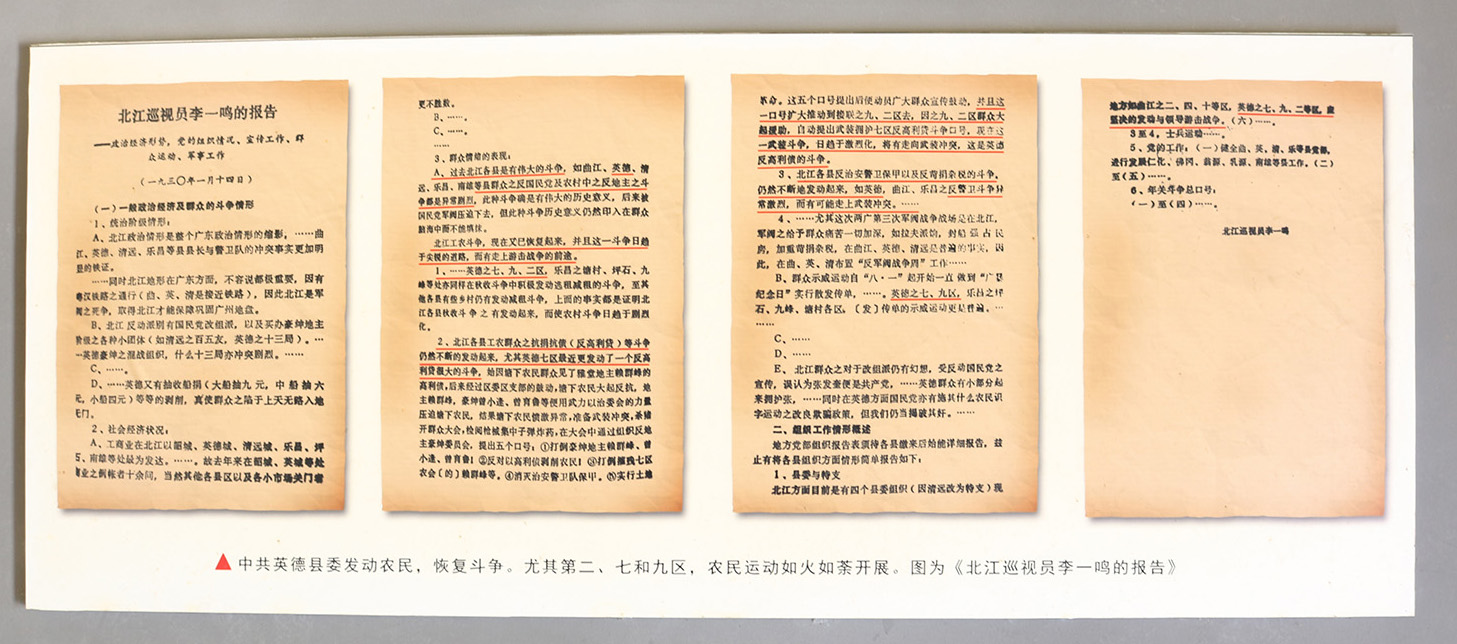 北江巡视员李一鸣的报告
——政治经济形势，党的组织情况、宣传工作、群
众运动、军事工作
（一九三〇年一月十四日）
（一）一般政治经济及群众的斗争情形
1、统治阶级情形：
A、北江政治情形是整个广东政治情形的缩影，……曲
江、英德、清远、乐昌等县县长与警卫队的冲突事实更加明
显的铁证。
……同时北江地形在广东方面，不容说都极重要，因有
粤汉铁路之通行（曲、英、清是接近铁路），因此北江是军
阀之死争，取得北江才能保障巩固广州地盘。
B、北江反动派别有国民党改组派，以及买办豪绅地主
阶级之各种小团体（如清远之百五友，英德之十三局）。…
…英德豪绅之混战组织，什么十三局亦冲突剧烈。……
C、……。
D、……英德又有抽收船捐（大船抽九元，中船抽六
元，小船四元）等等的剥削，真使群众之陷于上天无路入地
无门。
2、社会经济状况：
A、工商业在北江以韶城、英德城、清远城、乐昌、坪
石、南雄等处最为发达。……。故去年来在韶城、英城等处
商业之倒帐者十余间，当然其他各县区以及各小市场关门者
更不胜数。
B、……。
C、……。
3、群众情绪的表现：
A、过去北江各县是有伟大的斗争，如曲江、英德、清
远、乐昌、南雄等县群众之反国民党及农村中之反地主之斗
争都是异常剧烈，此种斗争确是有伟大的历史意义，后来被
国民党军阀压迫下去，但此种斗争历史意义仍然印入在群众
脑海中而不能填抹。
北江工农斗争，现在又已恢复起来，并且这一斗争日趋
于尖锐的道路，而有走上游击战争的前途。
1、……英德之七、九、二区，乐昌之塘村、坪石、九
峰等处亦同样在秋收斗争中积极发动逃租减租的斗争，至其
他各县有些乡村仍有发动减租斗争，上面的事实都是证明北
江各县秋收斗争之有发动起来，而使农村斗争日趋于剧烈
化。
2、北江各县工农群众之抗捐抗债（反高利贷）等斗争
仍然不断的发动起来，尤其英德七区最近更发动了一个反高
利贷很大的斗争，始因塘下农民群众见了雅堂地主赖群峰的
高利债，后来经过区委区支部的鼓动，塘下农民大起反抗，地
主赖群峰，豪绅曾小逵、曾育鲁等便用武力以治委会的力量
压迫塘下农民，结果塘下农民愤激异常，准备武装冲突，杀猪
开群众大会，检阅枪械集中子弹炸药，在大会中通过组织反地
主豪绅委员会，提出五个口号：①打倒豪绅地主赖群峰、曾
小逵、曾育鲁！②反对以高利债剥削农民！③打倒摧残七区
农会（的）赖群峰等。④消灭治安警卫队保甲。⑤实行土地
革命。这五个口号提出后便动员广大群众宣传鼓动，并且这
一口号扩大推动到接联之九、二区去，因之九、二区群众大
起援助，自动提出武装拥护七区反高利贷斗争口号，现在这
一武装斗争，日趋于激烈化，将有走向武装冲突，这是英德
反高利债的斗争。
3、北江各县反治安警卫保甲以及反苛捐杂税的斗争，
仍然不断地发动起来，如英德，曲江、乐昌之反警卫斗争异
常激烈，而有可能走上武装冲突。
4、……尤其这次两广第三次军阀战争战场是在北江，
军阀之给予群众痛苦一切加深，如拉夫派饷，封船强占民
房，加重苛捐杂税，在曲江、英德、清远是普遍的事实，因
此，在曲、英、清布置“反军阀战争周”工作……
B、群众示威运动自“八·一”起开始一直做到“广暴
纪念日”实行散发传单，……。英德之七、九区，乐昌之坪
石、九峰、塘村各区，（发）传单的示威运动更是普遍。…
……
C、……
D、……
E、北江群众之对于改组派仍有幻想，受反动国民党之
宣传，误认为张发奎便是共产党，……英德群众有小部分起
来拥护张，……同时在英德方面国民党亦有施其什么农民识
字运动之改良欺骗政策，但我们仍当揭破其奸。……
二、组织工作情形概述
地方党部组织报告表须待各县缴来后始能详细报告，兹
止有将各县组织方面情形简单报告如下：
1、县委与特支
北江方面目前是有四个县委组织（因清远改为特支）现
地方如曲江之二、四、十等区，英德之七、九、二等区，应
坚决的发动与领导游击战争。（六）……。
3至4、士兵运动……。
5、党的工作：（一）健全曲、英、清、乐等县党部，
进行发展仁化、佛冈、翁源、乳源、南雄等县工作。（二）
至（五）……。
6、年关斗争总口号：
（一）至（四）……。
北江巡视员李一鸣
▲中共英德县委发动农民，恢复斗争。尤其第二、七和九区，农民运动如火如荼开展。图为《北江巡视员李一鸣的报告》